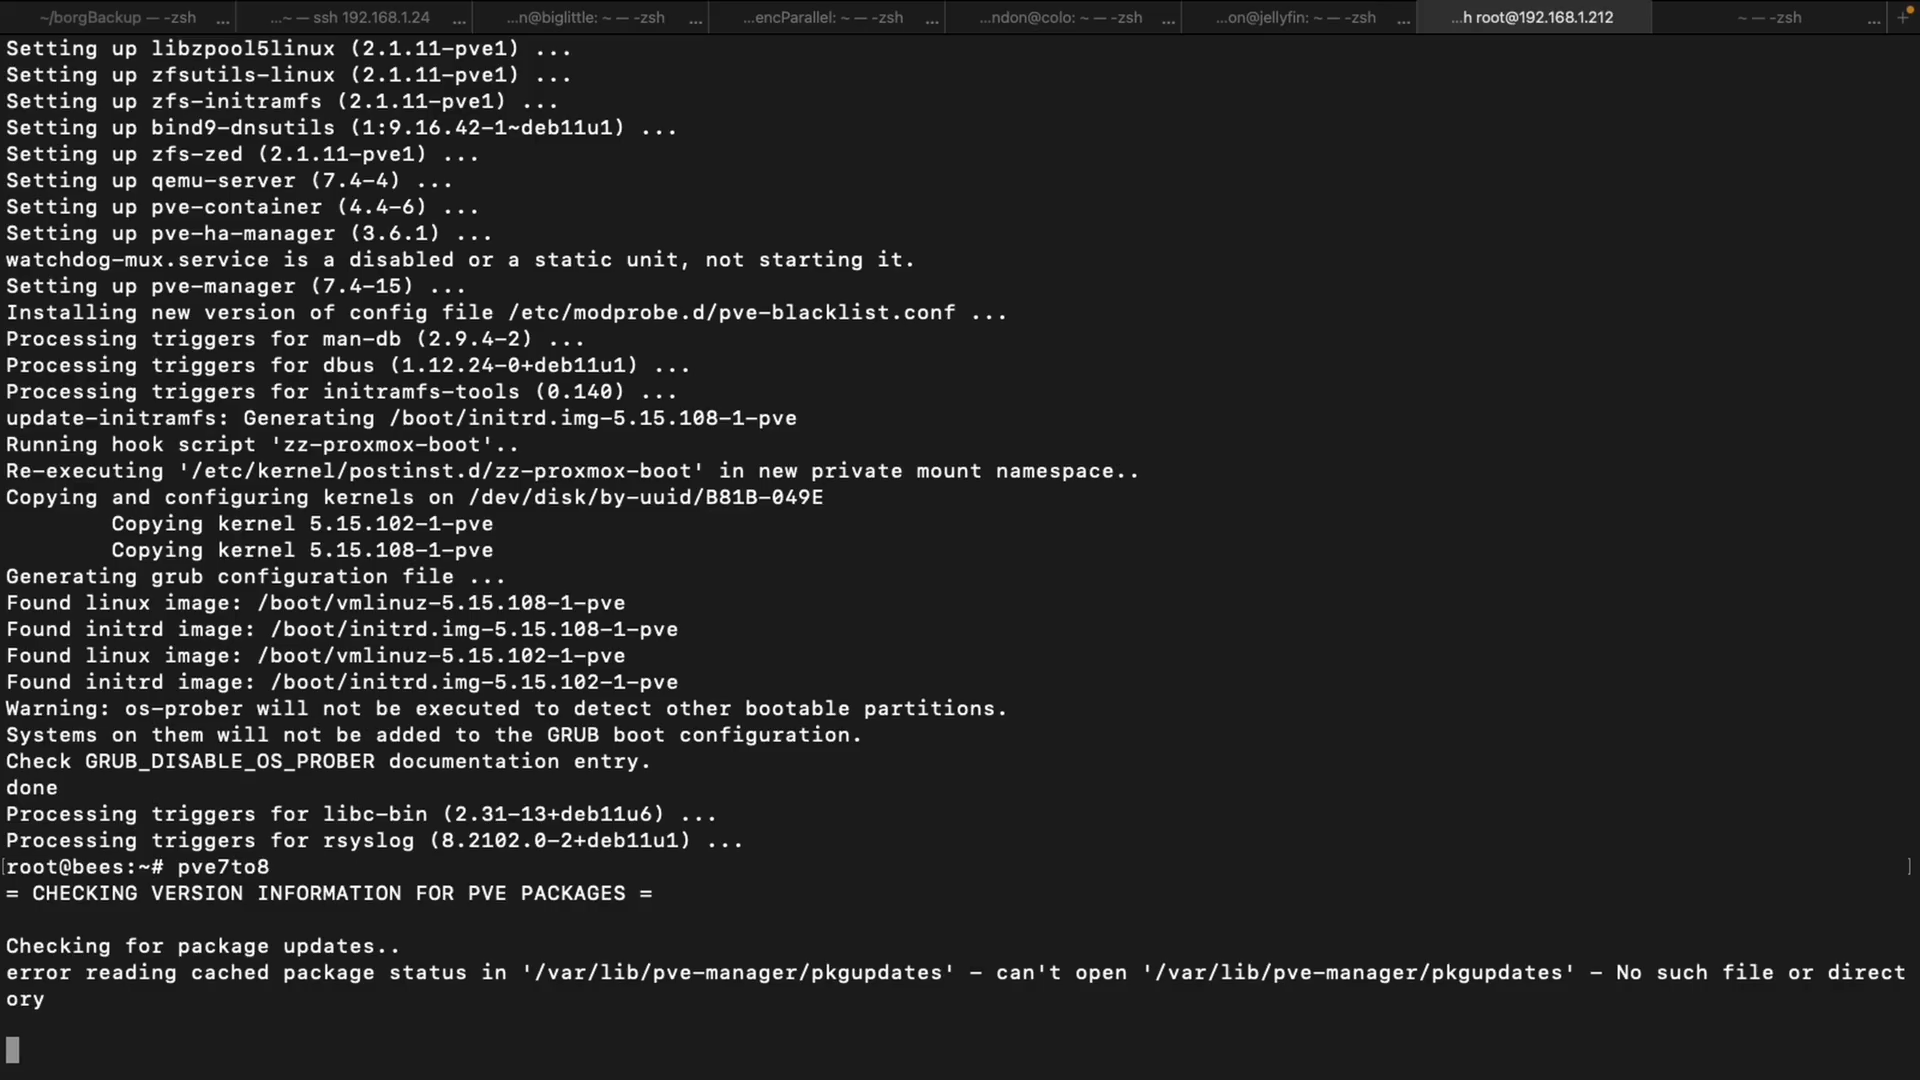 ~/borgBackup — -zsh ... ...~ — ssh 192.168.1.24 ... ...n@biglittle: ~ — -zsh ... ...encParallel: ~ — -zsh ... ...ndon@colo: ~ — -zsh ... ...on@jellyfin: ~ — -zsh ... ...h root@192.168.1.212 ~ — -zsh ... +
Setting up libzpool5linux (2.1.11-pve1) ...
Setting up zfsutils-linux (2.1.11-pve1) ...
Setting up zfs-initramfs (2.1.11-pve1) ...
Setting up bind9-dnsutils (1:9.16.42-1~deb11u1) ...
Setting up zfs-zed (2.1.11-pve1) ...
Setting up qemu-server (7.4-4) ...
Setting up pve-container (4.4-6) ...
Setting up pve-ha-manager (3.6.1) ...
watchdog-mux.service is a disabled or a static unit, not starting it.
Setting up pve-manager (7.4-15) ...
Installing new version of config file /etc/modprobe.d/pve-blacklist.conf ...
Processing triggers for man-db (2.9.4-2) ...
Processing triggers for dbus (1.12.24-0+deb11u1) ...
Processing triggers for initramfs-tools (0.140) ...
update-initramfs: Generating /boot/initrd.img-5.15.108-1-pve
Running hook script 'zz-proxmox-boot'..
Re-executing '/etc/kernel/postinst.d/zz-proxmox-boot' in new private mount namespace..
Copying and configuring kernels on /dev/disk/by-uuid/B81B-049E
        Copying kernel 5.15.102-1-pve
        Copying kernel 5.15.108-1-pve
Generating grub configuration file ...
Found linux image: /boot/vmlinuz-5.15.108-1-pve
Found initrd image: /boot/initrd.img-5.15.108-1-pve
Found linux image: /boot/vmlinuz-5.15.102-1-pve
Found initrd image: /boot/initrd.img-5.15.102-1-pve
Warning: os-prober will not be executed to detect other bootable partitions.
Systems on them will not be added to the GRUB boot configuration.
Check GRUB_DISABLE_OS_PROBER documentation entry.
done
Processing triggers for libc-bin (2.31-13+deb11u6) ...
Processing triggers for rsyslog (8.2102.0-2+deb11u1) ...
[root@bees:~# pve7to8 ]
= CHECKING VERSION INFORMATION FOR PVE PACKAGES =
Checking for package updates..
error reading cached package status in '/var/lib/pve-manager/pkgupdates' - can't open '/var/lib/pve-manager/pkgupdates' - No such file or direct
ory